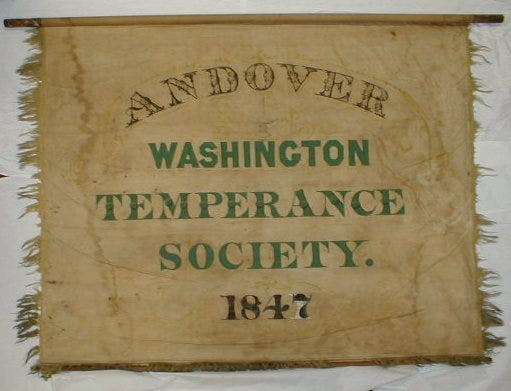 ANDOVER
WASHINGTON
TEMPERANCE
SOCIETY.
1847